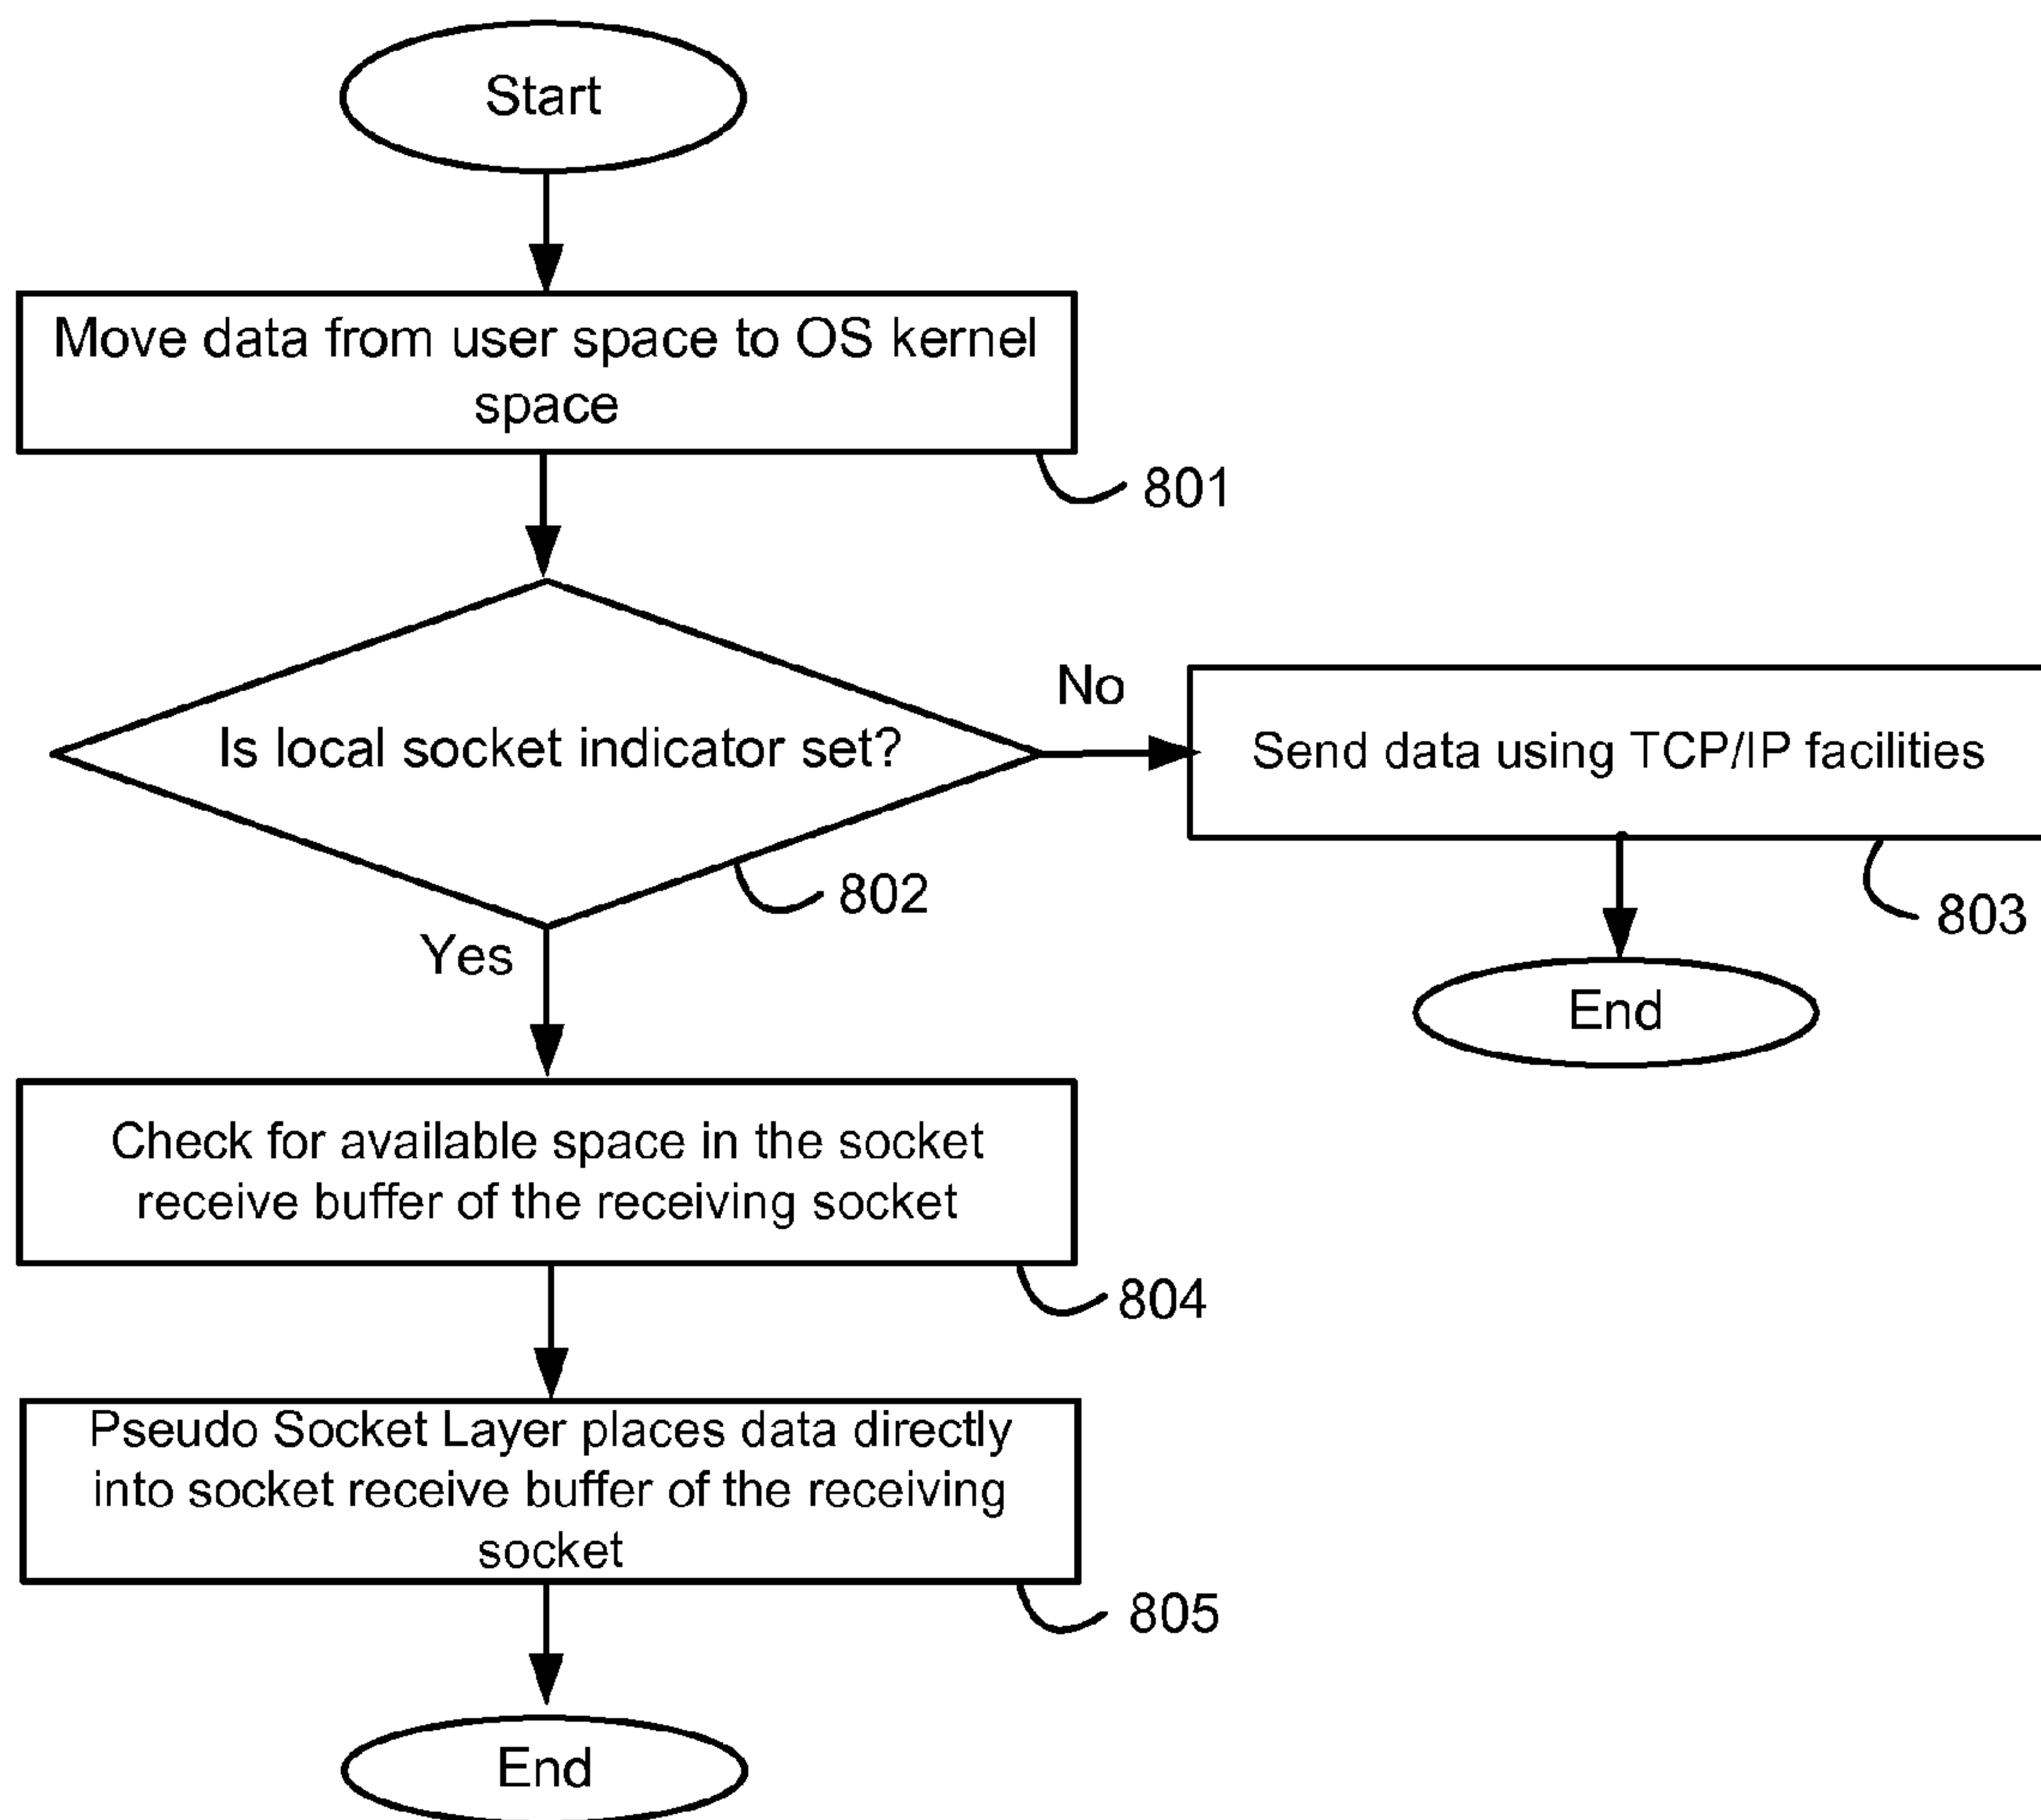 Start
Move data from user space to OS kernel
space
801
Is local socket indicator set?
802
No
Send data using TCP/IP facilities
803
End
Yes
Check for available space in the socket
receive buffer of the receiving socket
804
Pseudo Socket Layer places data directly
into socket receive buffer of the receiving
socket
805
End